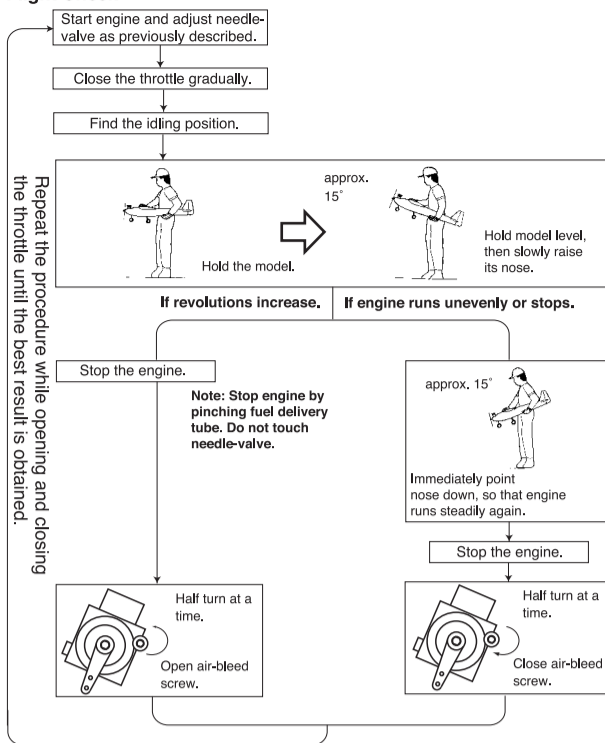 Start engine and adjust needle-
valve as previously described.
Close the throttle gradually.
Find the idling position.
approx.
15°
Hold the model.
Hold model level,
then slowly raise
its nose.
If revolutions increase.
If engine runs unevenly or stops.
Stop the engine.
Note: Stop engine by
pinching fuel delivery
tube. Do not touch
needle-valve.
approx. 15°
Immediately point
nose down, so that engine
runs steadily again.
Stop the engine.
Half turn at a
time.
Open air-bleed
screw.
Half turn at a
time.
Close air-bleed
screw.
Repeat the procedure while opening and closing
the throttle until the best result is obtained.